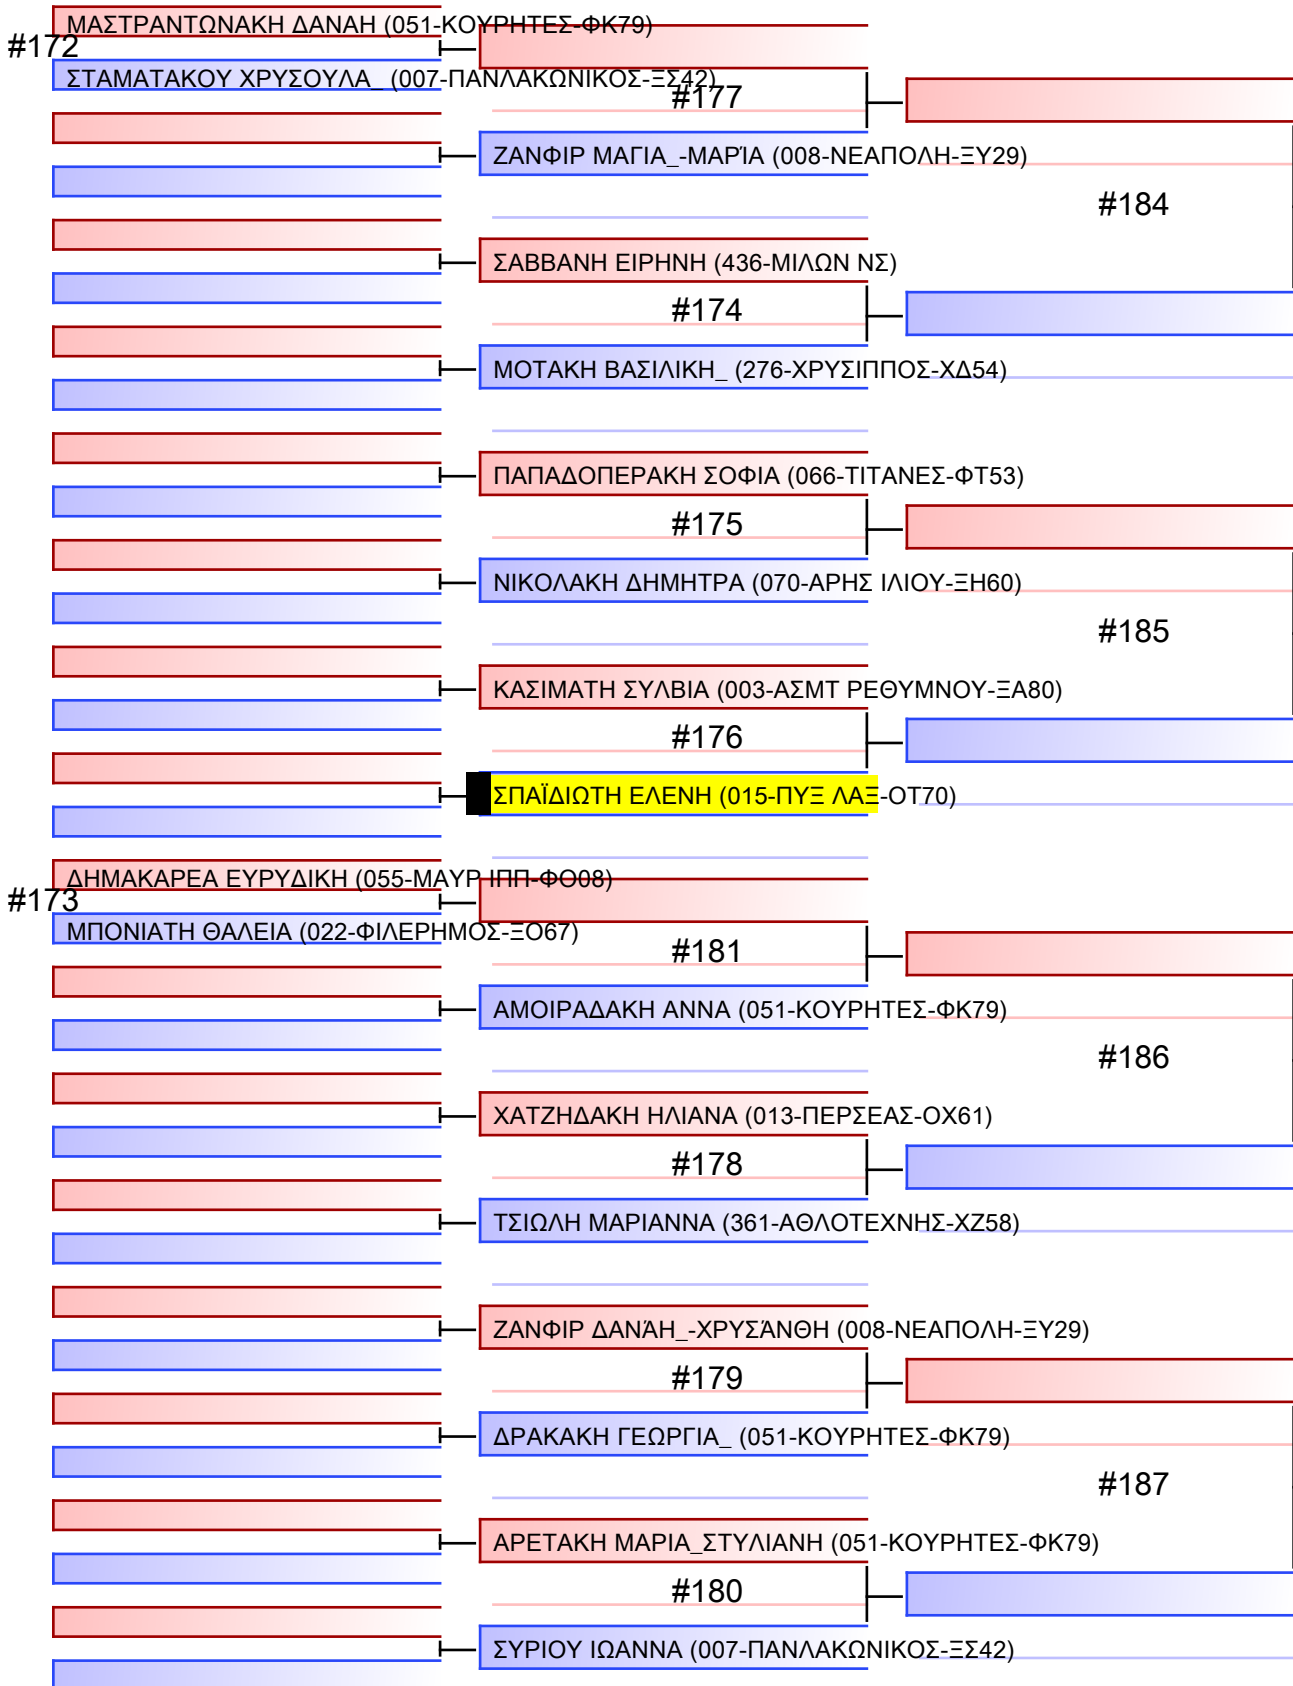 ΜΑΣΤΡΑΝΤΩΝΑΚΗ ΔΑΝΑΗ (051-ΚΟΥΡΗΤΕΣ-ΦΚ79)
#172
ΣΤΑΜΑΤΑΚΟΥ ΧΡΥΣΟΥΛΑ_ (007-ΠΑΝΛΑΚΩΝΙΚΟΣ-ΞΣ42)
#177
ΖΑΝΦΙΡ ΜΑΓΙΑ_-ΜΑΡΊΑ (008-ΝΕΑΠΟΛΗ-ΞΥ29)
#184
ΣΑΒΒΑΝΗ ΕΙΡΗΝΗ (436-ΜΙΛΩΝ ΝΣ)
#174
ΜΟΤΑΚΗ ΒΑΣΙΛΙΚΗ_ (276-ΧΡΥΣΙΠΠΟΣ-ΧΔ54)
ΠΑΠΑΔΟΠΕΡΑΚΗ ΣΟΦΙΑ (066-ΤΙΤΑΝΕΣ-ΦΤ53)
#175
ΝΙΚΟΛΑΚΗ ΔΗΜΗΤΡΑ (070-ΑΡΗΣ ΙΛΙΟΥ-ΞΗ60)
#185
ΚΑΣΙΜΑΤΗ ΣΥΛΒΙΑ (003-ΑΣΜΤ ΡΕΘΥΜΝΟΥ-ΞΑ80)
#176
ΣΠΑΪΔΙΩΤΗ ΕΛΕΝΗ (015-ΠΥΞ ΛΑΞ-ΟΤ70)
ΔΗΜΑΚΑΡΕΑ ΕΥΡΥΔΙΚΗ (055-ΜΑΥΡ ΙΠΠ-ΦΟ08)
#173
ΜΠΟΝΙΑΤΗ ΘΑΛΕΙΑ (022-ΦΙΛΕΡΗΜΟΣ-ΞΟ67)
#181
ΑΜΟΙΡΑΔΑΚΗ ΑΝΝΑ (051-ΚΟΥΡΗΤΕΣ-ΦΚ79)
#186
ΧΑΤΖΗΔΑΚΗ ΗΛΙΑΝΑ (013-ΠΕΡΣΕΑΣ-ΟΧ61)
#178
ΤΣΙΩΛΗ ΜΑΡΙΑΝΝΑ (361-ΑΘΛΟΤΕΧΝΗΣ-ΧΖ58)
ΖΑΝΦΙΡ ΔΑΝΆΗ_-ΧΡΥΣΆΝΘΗ (008-ΝΕΑΠΟΛΗ-ΞΥ29)
#179
ΔΡΑΚΑΚΗ ΓΕΩΡΓΙΑ_ (051-ΚΟΥΡΗΤΕΣ-ΦΚ79)
#187
ΑΡΕΤΑΚΗ ΜΑΡΙΑ_ΣΤΥΛΙΑΝΗ (051-ΚΟΥΡΗΤΕΣ-ΦΚ79)
#180
ΣΥΡΙΟΥ ΙΩΑΝΝΑ (007-ΠΑΝΛΑΚΩΝΙΚΟΣ-ΞΣ42)